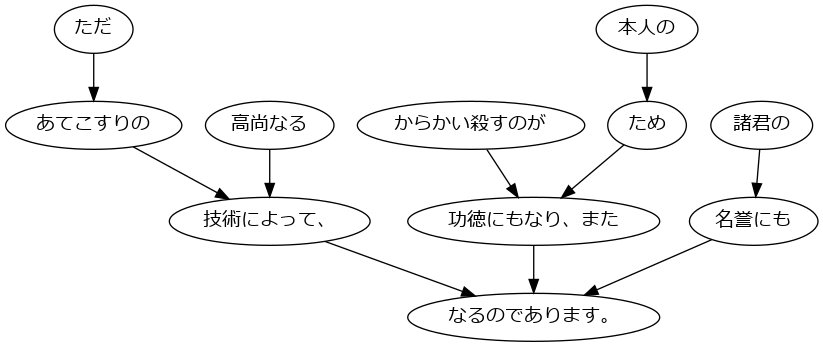 ただ
本人の
あてこすりの
高尚なる
からかい殺すのが
ため
諸君の
技術によって、
功徳にもなり、また
名誉にも
なるのであります。